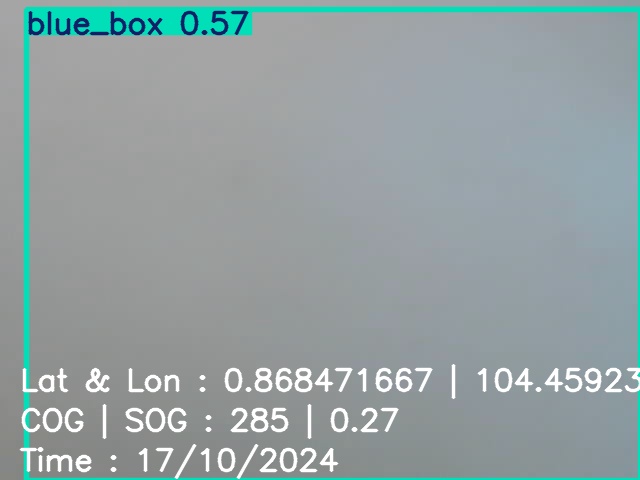 blue_box 0.57
Lat & Lon : 0.868471667 | 104.45923
COG | SOG : 285 | 0.27
Time : 17/10/2024